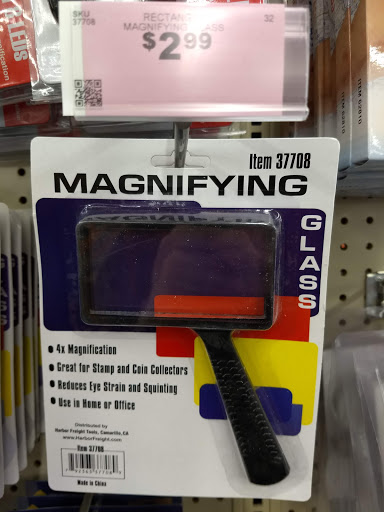 SKU
37708
RECTANG
MAGNIFYING GLASS
32
$2.99
Item 37708
MAGNIFYING
GLASS
• 4x Magnification
• Great for Stamp and Coin Collectors
• Reduces Eye Strain and Squinting
• Use in Home or Office
Distributed by
Harbor Freight Tools, Camarillo, CA
www.HarborFreight.com
Item 37708
Made in China